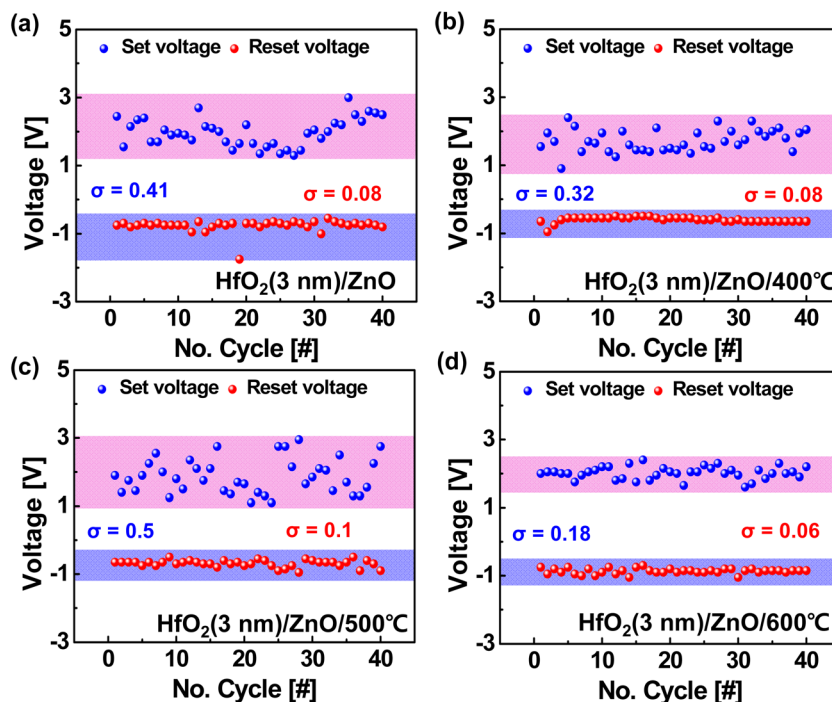 (a)
5
3
1
-1
-3
Voltage [V]
Set voltage Reset voltage
σ = 0.41 σ = 0.08
HfO₂(3 nm)/ZnO
0 10 20 30 40
No. Cycle [#]
(b)
5
3
1
-1
-3
Voltage [V]
Set voltage Reset voltage
σ = 0.32 σ = 0.08
HfO₂(3 nm)/ZnO/400℃
0 10 20 30 40
No. Cycle [#]
(c)
5
3
1
-1
-3
Voltage [V]
Set voltage Reset voltage
σ = 0.5 σ = 0.1
HfO₂(3 nm)/ZnO/500℃
0 10 20 30 40
No. Cycle [#]
(d)
5
3
1
-1
-3
Voltage [V]
Set voltage Reset voltage
σ = 0.18 σ = 0.06
HfO₂(3 nm)/ZnO/600℃
0 10 20 30 40
No. Cycle [#]